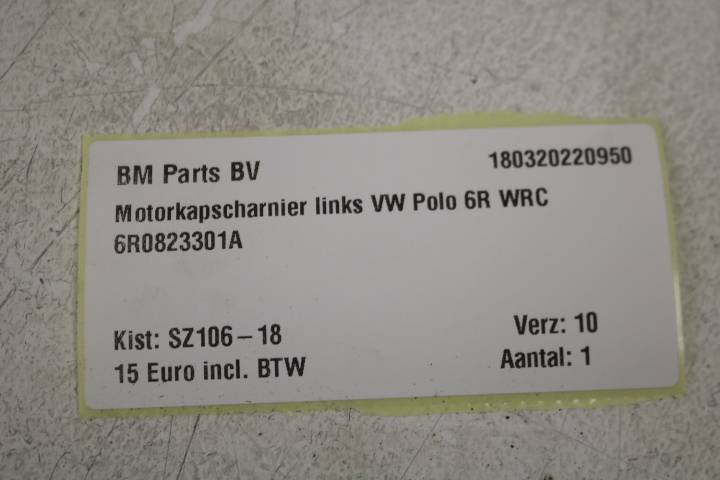 BM Parts BV 180320220950
Motorkapscharnier links VW Polo 6R WRC
6R0823301A
Kist: SZ106-18 Verz: 10
15 Euro incl. BTW Aantal: 1